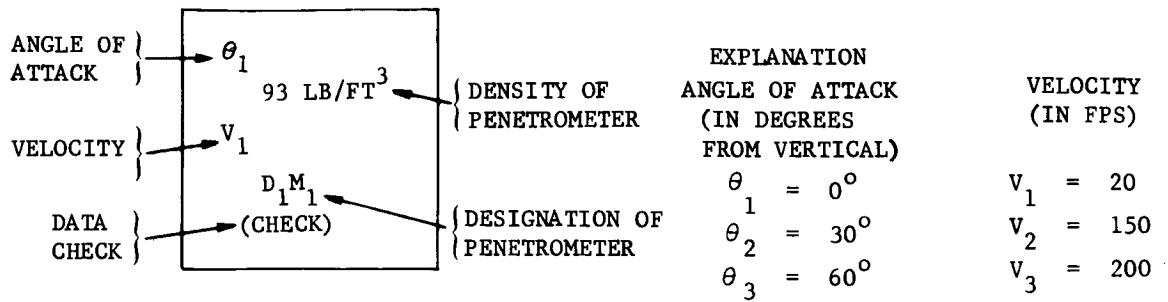 ANGLE OF
ATTACK
θ₁
93 LB/FT³
DENSITY OF
PENETROMETER
VELOCITY
V₁
D₁M₁
(CHECK)
DATA
CHECK
DESIGNATION OF
PENETROMETER
EXPLANATION
ANGLE OF ATTACK
(IN DEGREES
FROM VERTICAL)
θ₁ = 0°
θ₂ = 30°
θ₃ = 60°
VELOCITY
(IN FPS)
V₁ = 20
V₂ = 150
V₃ = 200